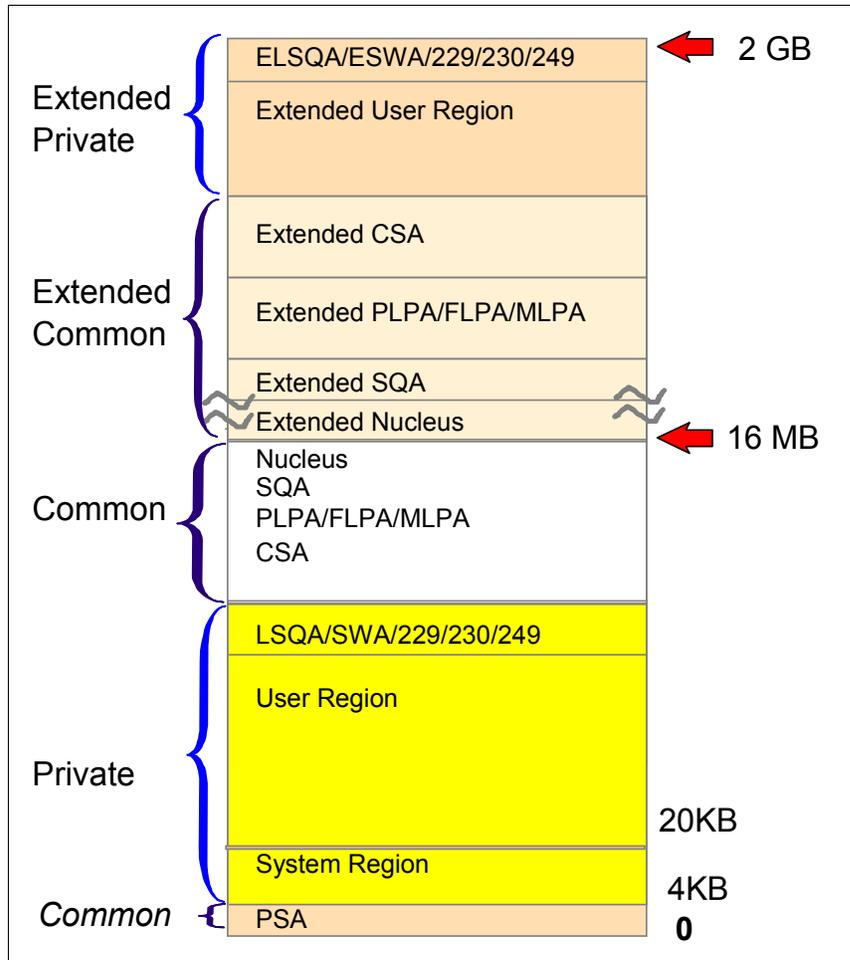 ELSQA/ESWA/229/230/249
2 GB
Extended
Private
Extended User Region
Extended CSA
Extended
Common
Extended PLPA/FLPA/MLPA
Extended SQA
Extended Nucleus
16 MB
Common
Nucleus
SQA
PLPA/FLPA/MLPA
CSA
LSQA/SWA/229/230/249
User Region
Private
20KB
System Region
4KB
Common
PSA
0